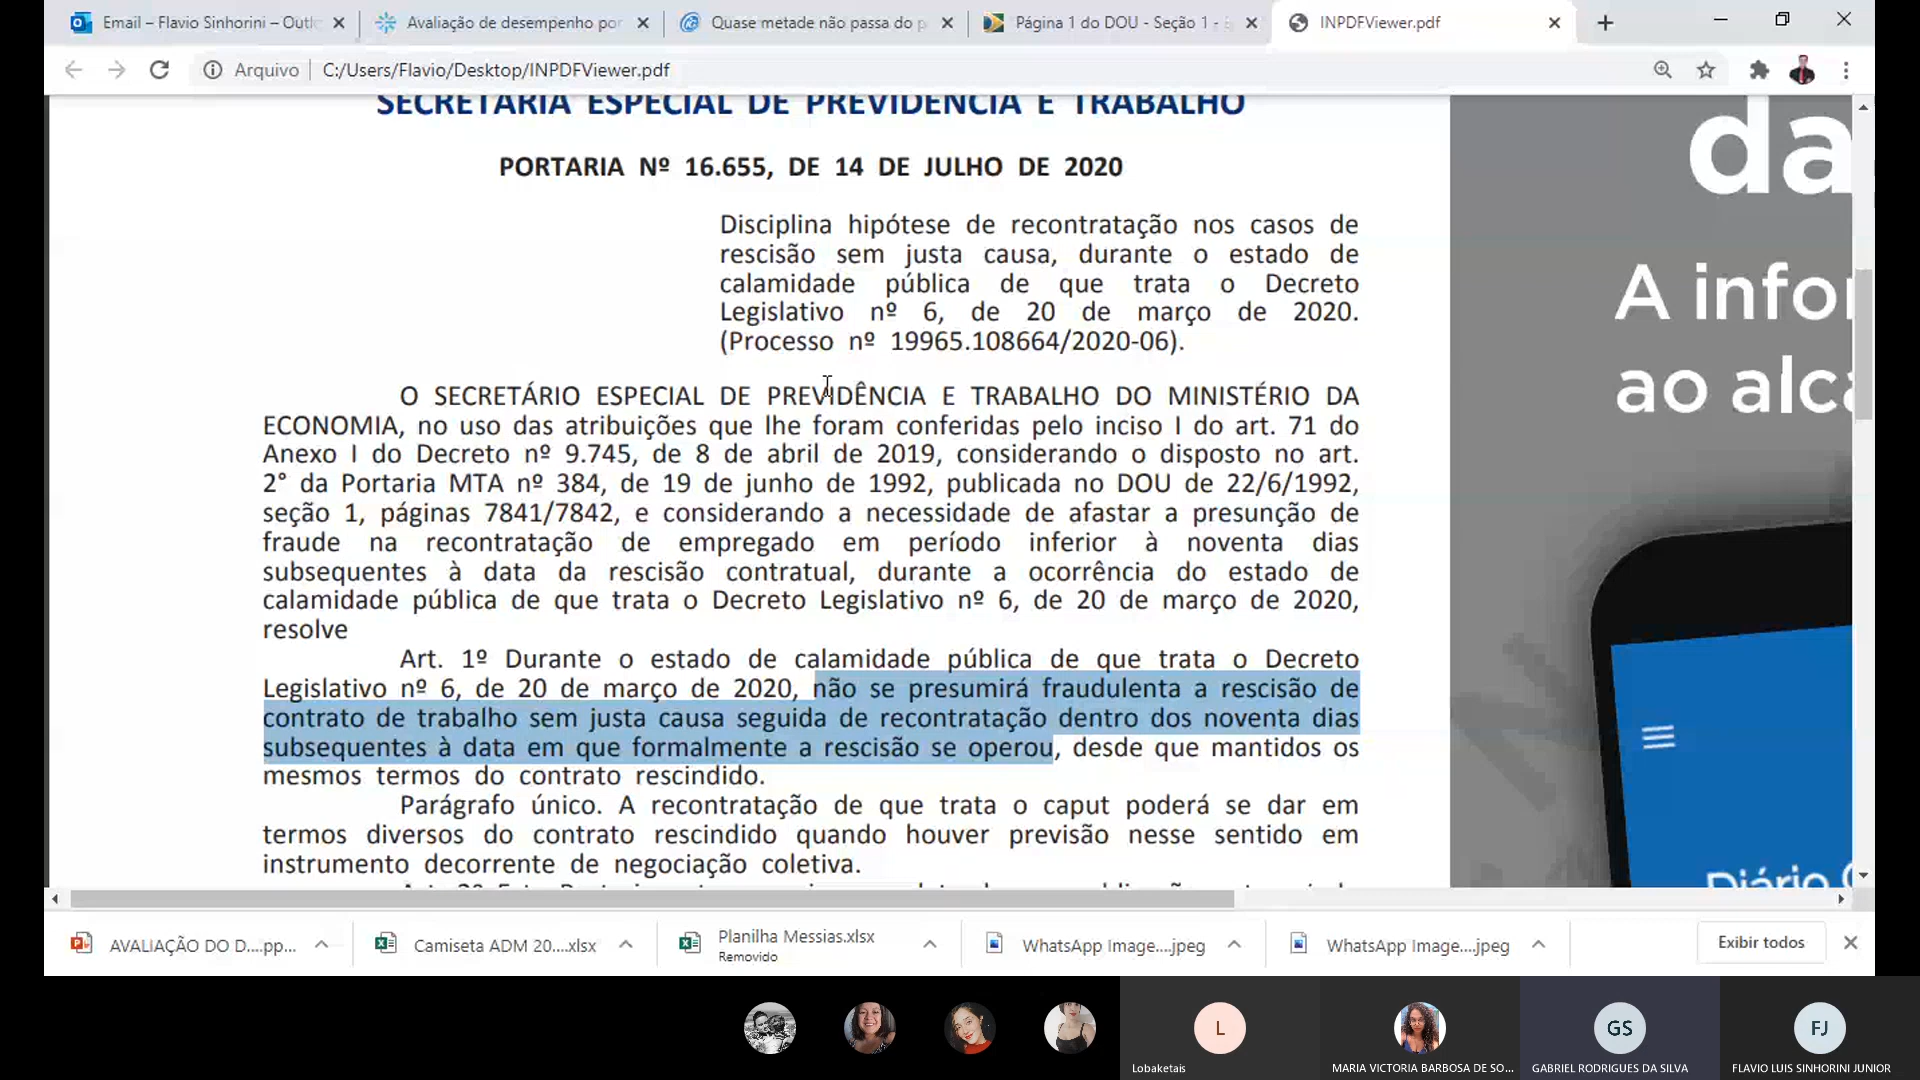 Email – Flavio Sinhorini – Outlo
Avaliação de desempenho por
Quase metade não passa do p
Página 1 do DOU - Seção 1 -
INPDFViewer.pdf
Arquivo
C:/Users/Flavio/Desktop/INPDFViewer.pdf
SECRETARIA ESPECIAL DE PREVIDÊNCIA E TRABALHO
PORTARIA Nº 16.655, DE 14 DE JULHO DE 2020
Disciplina hipótese de recontratação nos casos de
rescisão sem justa causa, durante o estado de
calamidade pública de que trata o Decreto
Legislativo nº 6, de 20 de março de 2020.
(Processo nº 19965.108664/2020-06).
O SECRETÁRIO ESPECIAL DE PREVIDÊNCIA E TRABALHO DO MINISTÉRIO DA
ECONOMIA, no uso das atribuições que lhe foram conferidas pelo inciso I do art. 71 do
Anexo I do Decreto nº 9.745, de 8 de abril de 2019, considerando o disposto no art.
2° da Portaria MTA nº 384, de 19 de junho de 1992, publicada no DOU de 22/6/1992,
seção 1, páginas 7841/7842, e considerando a necessidade de afastar a presunção de
fraude na recontratação de empregado em período inferior à noventa dias
subsequentes à data da rescisão contratual, durante a ocorrência do estado de
calamidade pública de que trata o Decreto Legislativo nº 6, de 20 de março de 2020,
resolve
Art. 1º Durante o estado de calamidade pública de que trata o Decreto
Legislativo nº 6, de 20 de março de 2020, não se presumirá fraudulenta a rescisão de
contrato de trabalho sem justa causa seguida de recontratação dentro dos noventa dias
subsequentes à data em que formalmente a rescisão se operou, desde que mantidos os
mesmos termos do contrato rescindido.
Parágrafo único. A recontratação de que trata o caput poderá se dar em
termos diversos do contrato rescindido quando houver previsão nesse sentido em
instrumento decorrente de negociação coletiva.
da
A infor
ao alca
Diário
AVALIAÇÃO DO D....pp...
Camiseta ADM 20....xlsx
Planilha Messias.xlsx
Removido
WhatsApp Image....jpeg
WhatsApp Image....jpeg
Exibir todos
L
GS
FJ
Lobaketais
MARIA VICTORIA BARBOSA DE SO...
GABRIEL RODRIGUES DA SILVA
FLAVIO LUIS SINHORINI JUNIOR